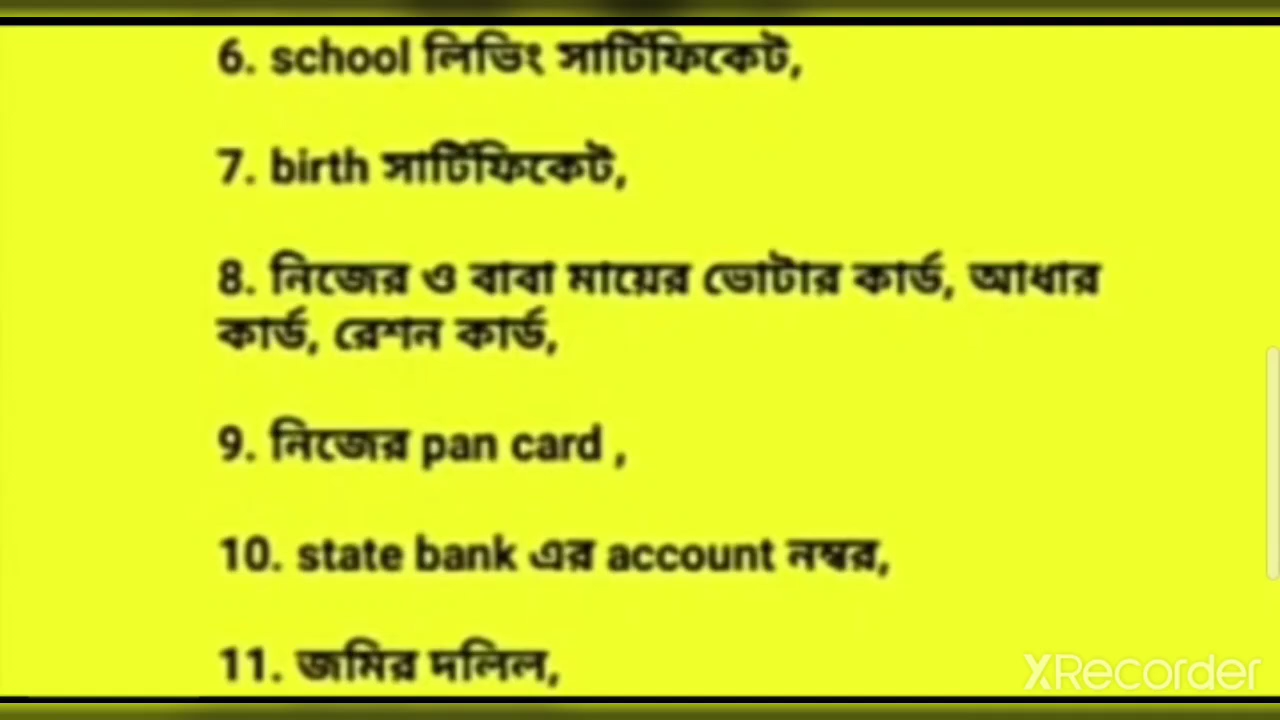 6. school লিভিং সার্টিফিকেট,
7. birth সার্টিফিকেট,
8. নিজের ও বাবা মায়ের ভোটার কার্ড, আধার
কার্ড, রেশন কার্ড,
9. নিজের pan card ,
10. state bank এর account নম্বর,
11. জমির দলিল,
XRecorder